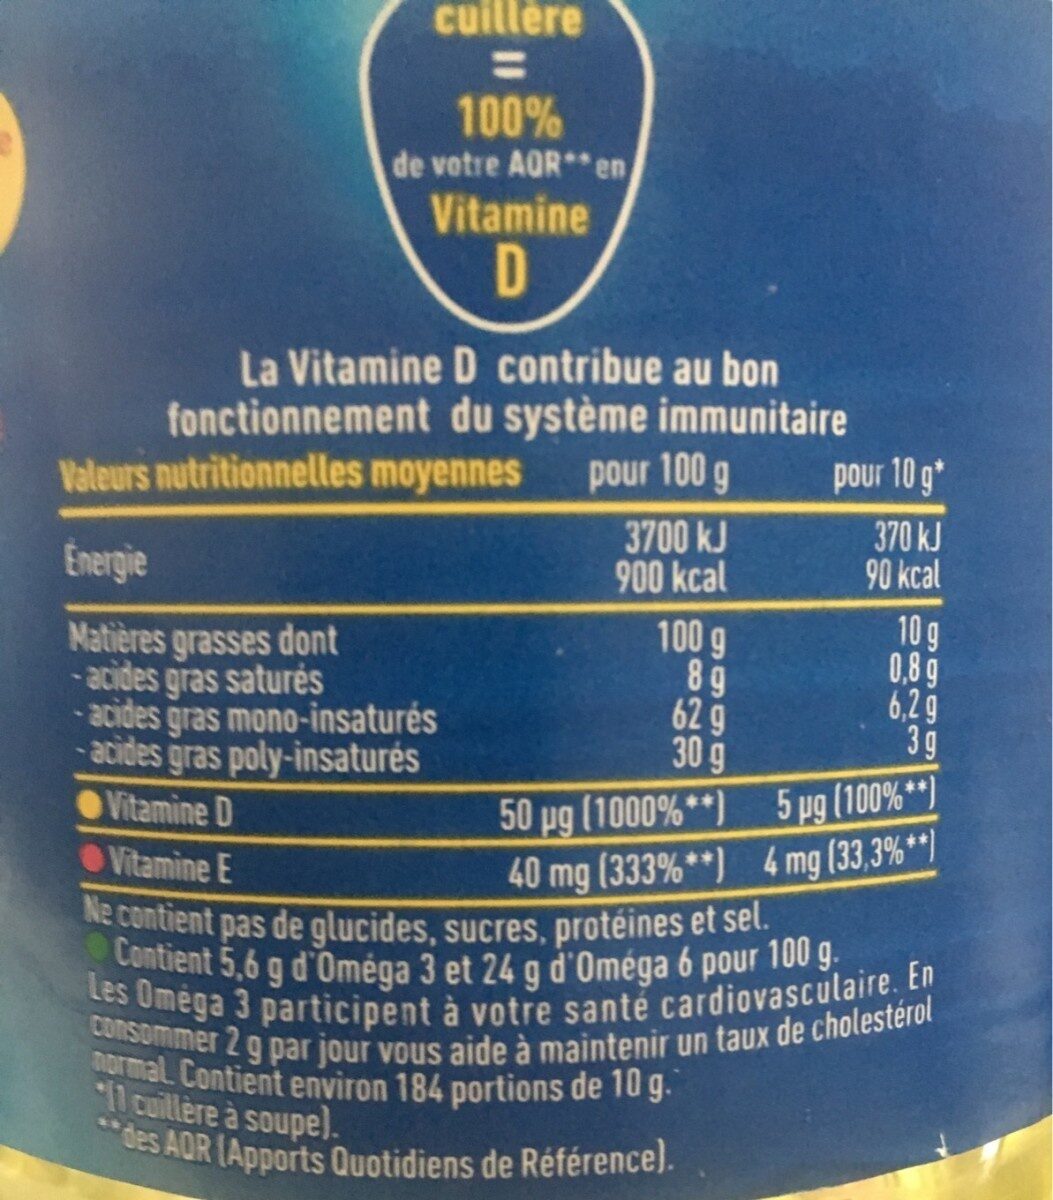 cuillère
=
100%
de votre AQR** en
Vitamine
D
La Vitamine D contribue au bon
fonctionnement du système immunitaire
Valeurs nutritionnelles moyennes pour 100 g pour 10 g*
Énergie 3700 kJ 370 kJ
900 kcal 90 kcal
Matières grasses dont 100 g 10 g
- acides gras saturés 8 g 0,8 g
- acides gras mono-insaturés 62 g 6,2 g
- acides gras poly-insaturés 30 g 3 g
Vitamine D 50 µg (1000%**) 5 µg (100%**)
Vitamine E 40 mg (333%**) 4 mg (33,3%**)
Ne contient pas de glucides, sucres, protéines et sel.
Contient 5,6 g d'Oméga 3 et 24 g d'Oméga 6 pour 100 g.
Les Oméga 3 participent à votre santé cardiovasculaire. En
consommer 2 g par jour vous aide à maintenir un taux de cholestérol
normal. Contient environ 184 portions de 10 g.
*(1 cuillère à soupe).
**des AQR (Apports Quotidiens de Référence).